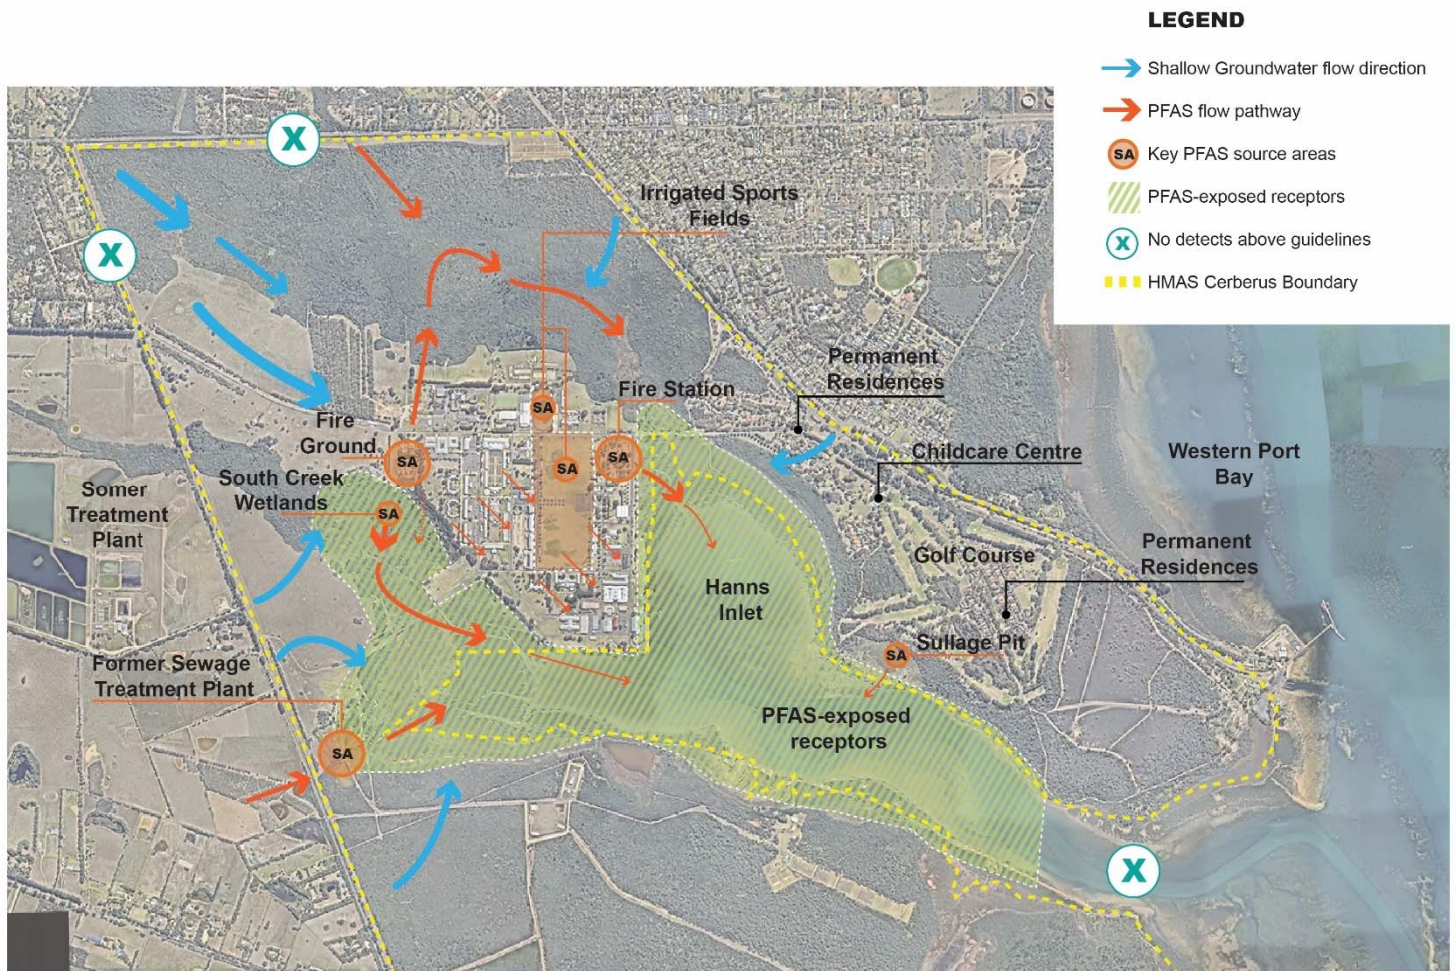 LEGEND
Shallow Groundwater flow direction
PFAS flow pathway
SA
Key PFAS source areas
PFAS-exposed receptors
X
No detects above guidelines
HMAS Cerberus Boundary
X
X
Irrigated Sports
Fields
Permanent
Residences
Fire Station
SA
Fire
Ground
SA
SA
SA
Childcare Centre
Western Port
Bay
South Creek
Wetlands
SA
Somer
Treatment
Plant
Golf Course
Permanent
Residences
Hanns
Inlet
Sullage Pit
SA
Former Sewage
Treatment Plant
SA
PFAS-exposed
receptors
X